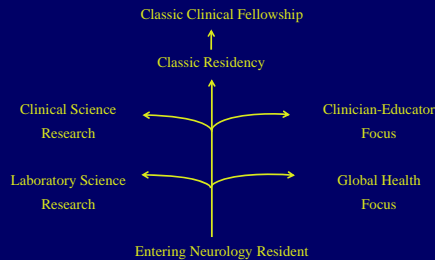 Classic Clinical Fellowship
Classic Residency
Clinical Science
Research
Clinician-Educator
Focus
Laboratory Science
Research
Global Health
Focus
Entering Neurology Resident